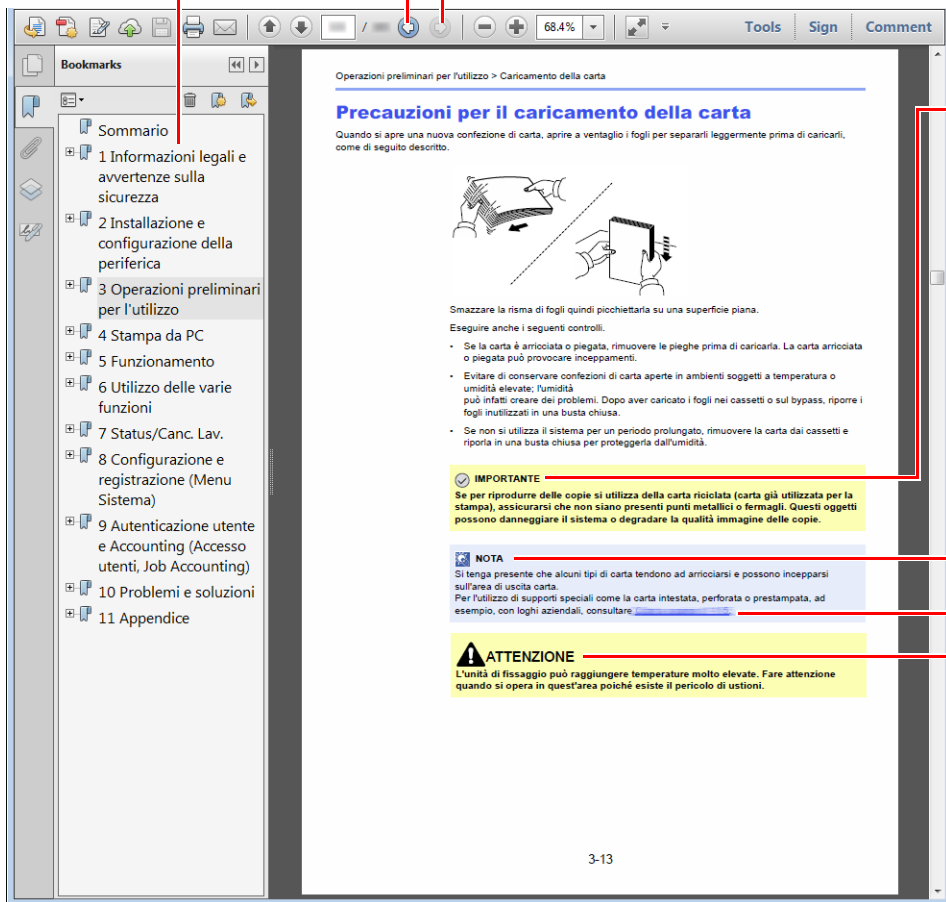 68.4%
Tools
Sign
Comment
Bookmarks
Sommario
1 Informazioni legali e
avvertenze sulla
sicurezza
2 Installazione e
configurazione della
periferica
3 Operazioni preliminari
per l'utilizzo
4 Stampa da PC
5 Funzionamento
6 Utilizzo delle varie
funzioni
7 Status/Canc. Lav.
8 Configurazione e
registrazione (Menu
Sistema)
9 Autenticazione utente
e Accounting (Accesso
utenti, Job Accounting)
10 Problemi e soluzioni
11 Appendice
Operazioni preliminari per l'utilizzo > Caricamento della carta
Precauzioni per il caricamento della carta
Quando si apre una nuova confezione di carta, aprire a ventaglio i fogli per separarli leggermente prima di caricarli,
come di seguito descritto.
Smazzare la risma di fogli quindi picchiettarla su una superficie piana.
Eseguire anche i seguenti controlli.
• Se la carta è arricciata o piegata, rimuovere le pieghe prima di caricarla. La carta arricciata
o piegata può provocare inceppamenti.
• Evitare di conservare confezioni di carta aperte in ambienti soggetti a temperatura o
umidità elevate; l'umidità
può infatti creare dei problemi. Dopo aver caricato i fogli nei cassetti o sul bypass, riporre i
fogli inutilizzati in una busta chiusa.
• Se non si utilizza il sistema per un periodo prolungato, rimuovere la carta dai cassetti e
riporla in una busta chiusa per proteggerla dall'umidità.
IMPORTANTE
Se per riprodurre delle copie si utilizza della carta riciclata (carta già utilizzata per la
stampa), assicurarsi che non siano presenti punti metallici o fermagli. Questi oggetti
possono danneggiare il sistema o degradare la qualità immagine delle copie.
NOTA
Si tenga presente che alcuni tipi di carta tendono ad arricciarsi e possono incepparsi
sull'area di uscita carta.
Per l'utilizzo di supporti speciali come la carta intestata, perforata o prestampata, ad
esempio, con loghi aziendali, consultare
ATTENZIONE
L'unità di fissaggio può raggiungere temperature molto elevate. Fare attenzione
quando si opera in quest'area poiché esiste il pericolo di ustioni.
3-13